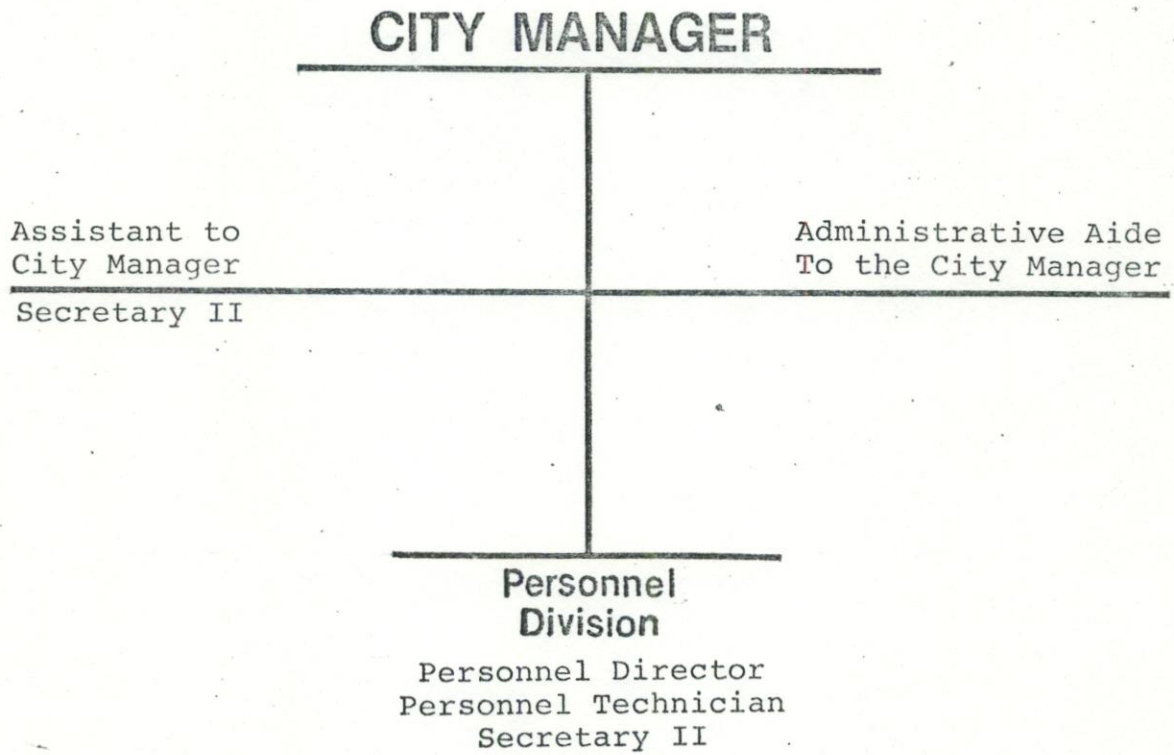 CITY MANAGER
Assistant to
City Manager
Secretary II
Administrative Aide
To the City Manager
Personnel
Division
Personnel Director
Personnel Technician
Secretary II